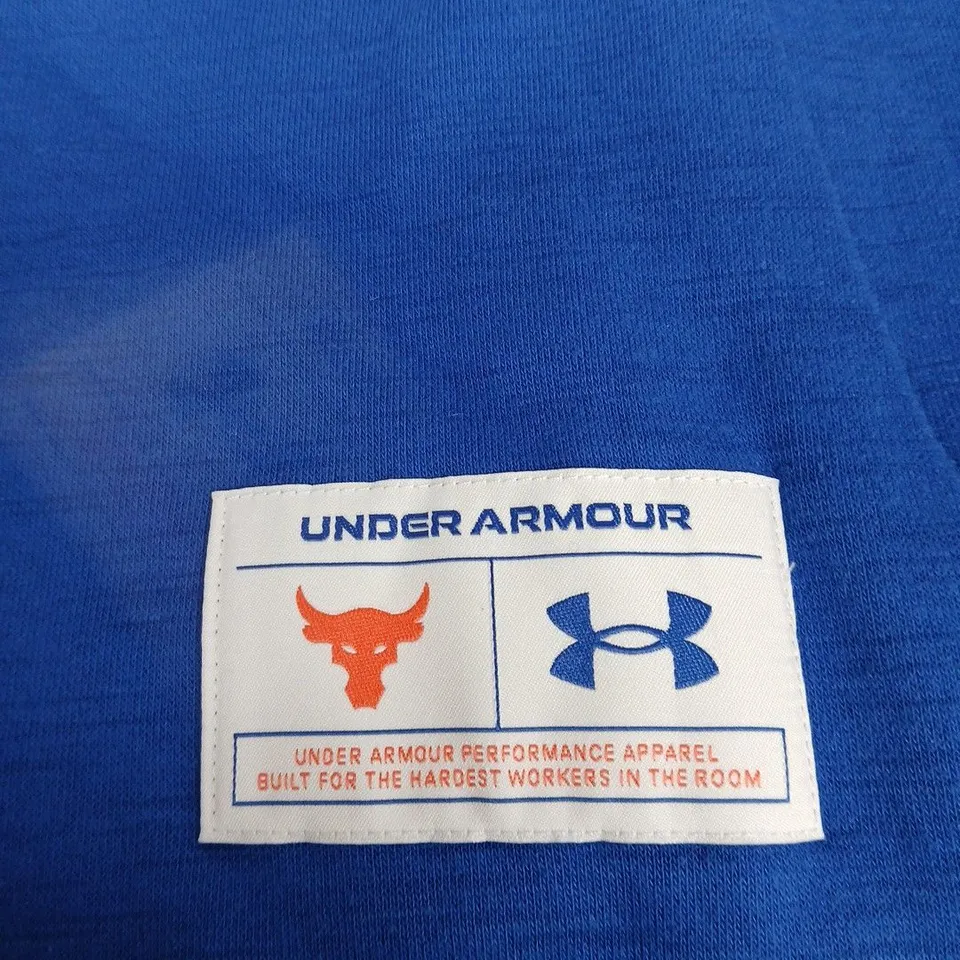 UNDER ARMOUR
UNDER ARMOUR PERFORMANCE APPAREL
BUILT FOR THE HARDEST WORKERS IN THE ROOM